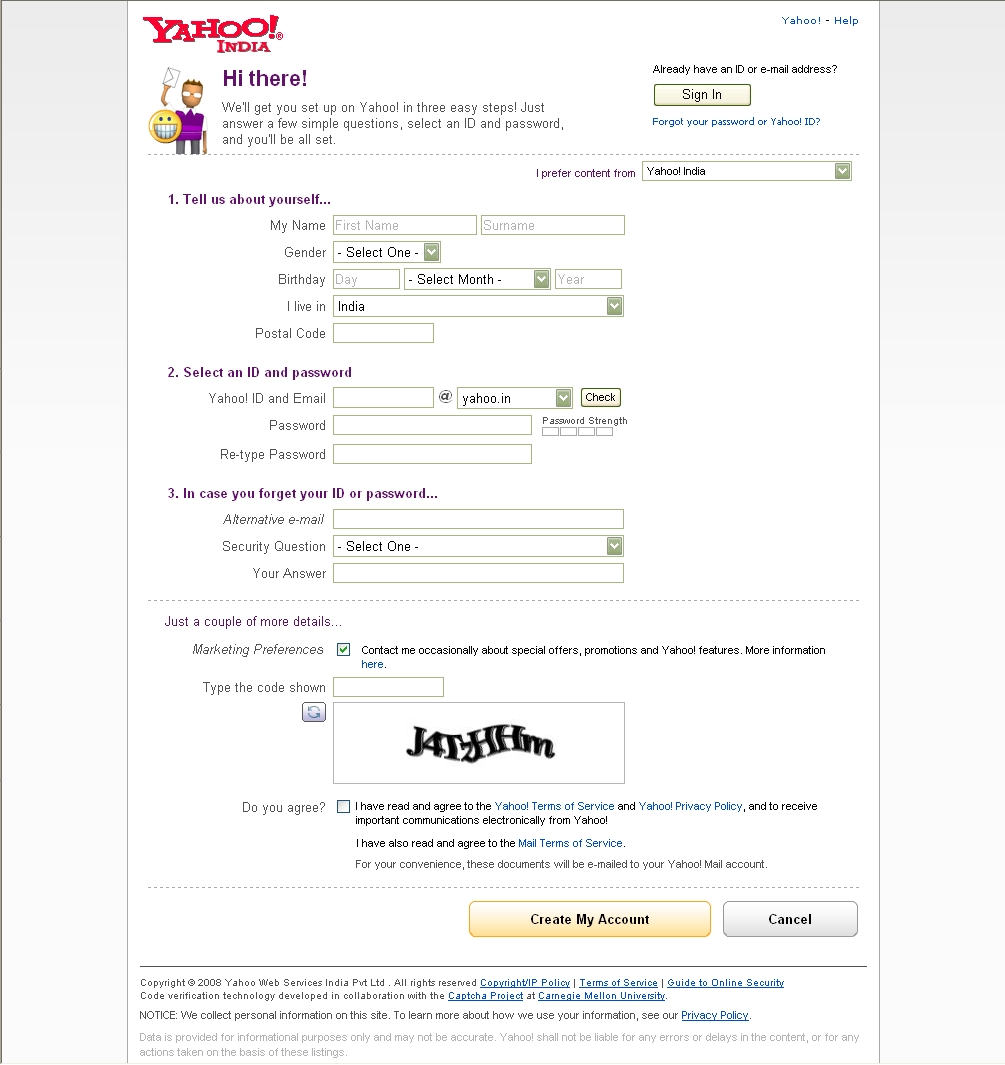 YAHOO!®
INDIA
Yahoo! - Help
Hi there!
We'll get you set up on Yahoo! in three easy steps! Just
answer a few simple questions, select an ID and password,
and you'll be all set.
Already have an ID or e-mail address?
Sign In
Forgot your password or Yahoo! ID?
I prefer content from Yahoo! India
1. Tell us about yourself...
My Name First Name Surname
Gender - Select One -
Birthday Day - Select Month - Year
I live in India
Postal Code
2. Select an ID and password
Yahoo! ID and Email @ yahoo.in Check
Password Password Strength
Re-type Password
3. In case you forget your ID or password...
Alternative e-mail
Security Question - Select One -
Your Answer
Just a couple of more details...
Marketing Preferences Contact me occasionally about special offers, promotions and Yahoo! features. More information
here.
Type the code shown
Do you agree? I have read and agree to the Yahoo! Terms of Service and Yahoo! Privacy Policy, and to receive
important communications electronically from Yahoo!
I have also read and agree to the Mail Terms of Service.
For your convenience, these documents will be e-mailed to your Yahoo! Mail account.
Create My Account Cancel
Copyright © 2008 Yahoo Web Services India Pvt Ltd . All rights reserved Copyright/IP Policy | Terms of Service | Guide to Online Security
Code verification technology developed in collaboration with the Captcha Project at Carnegie Mellon University.
NOTICE: We collect personal information on this site. To learn more about how we use your information, see our Privacy Policy.
Data is provided for informational purposes only and may not be accurate. Yahoo! shall not be liable for any errors or delays in the content, or for any
actions taken on the basis of these listings.